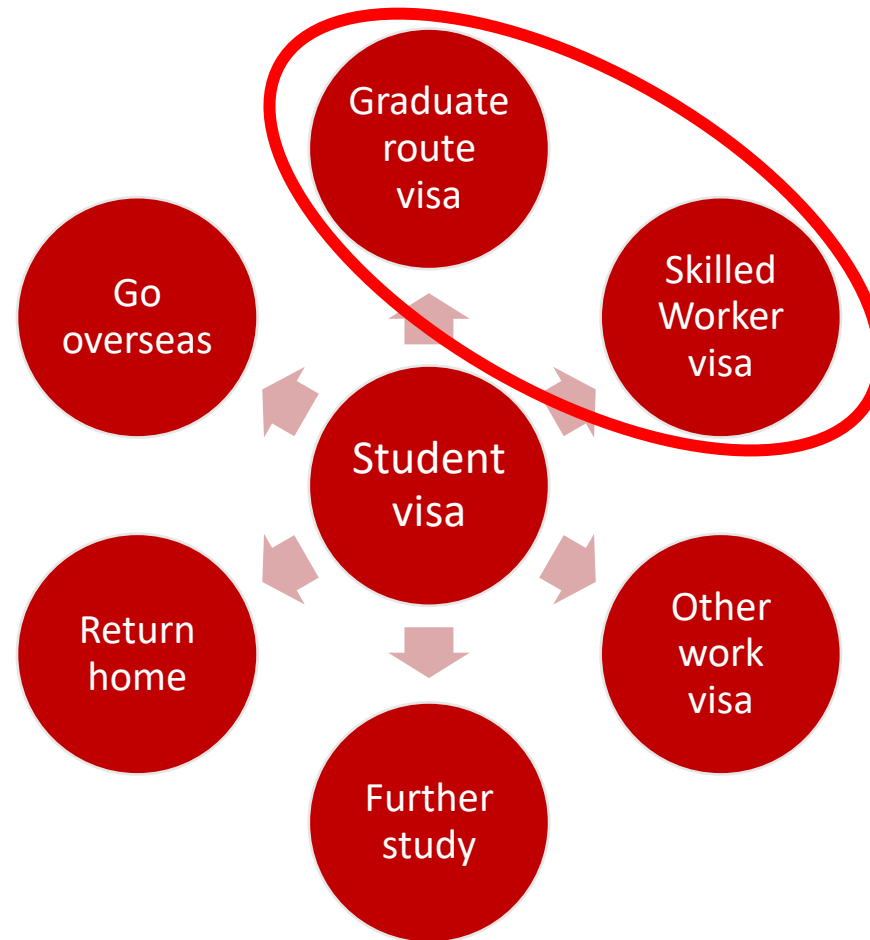 Graduate
route
visa
Skilled
Worker
visa
Go
overseas
Student
visa
Return
home
Other
work
visa
Further
study